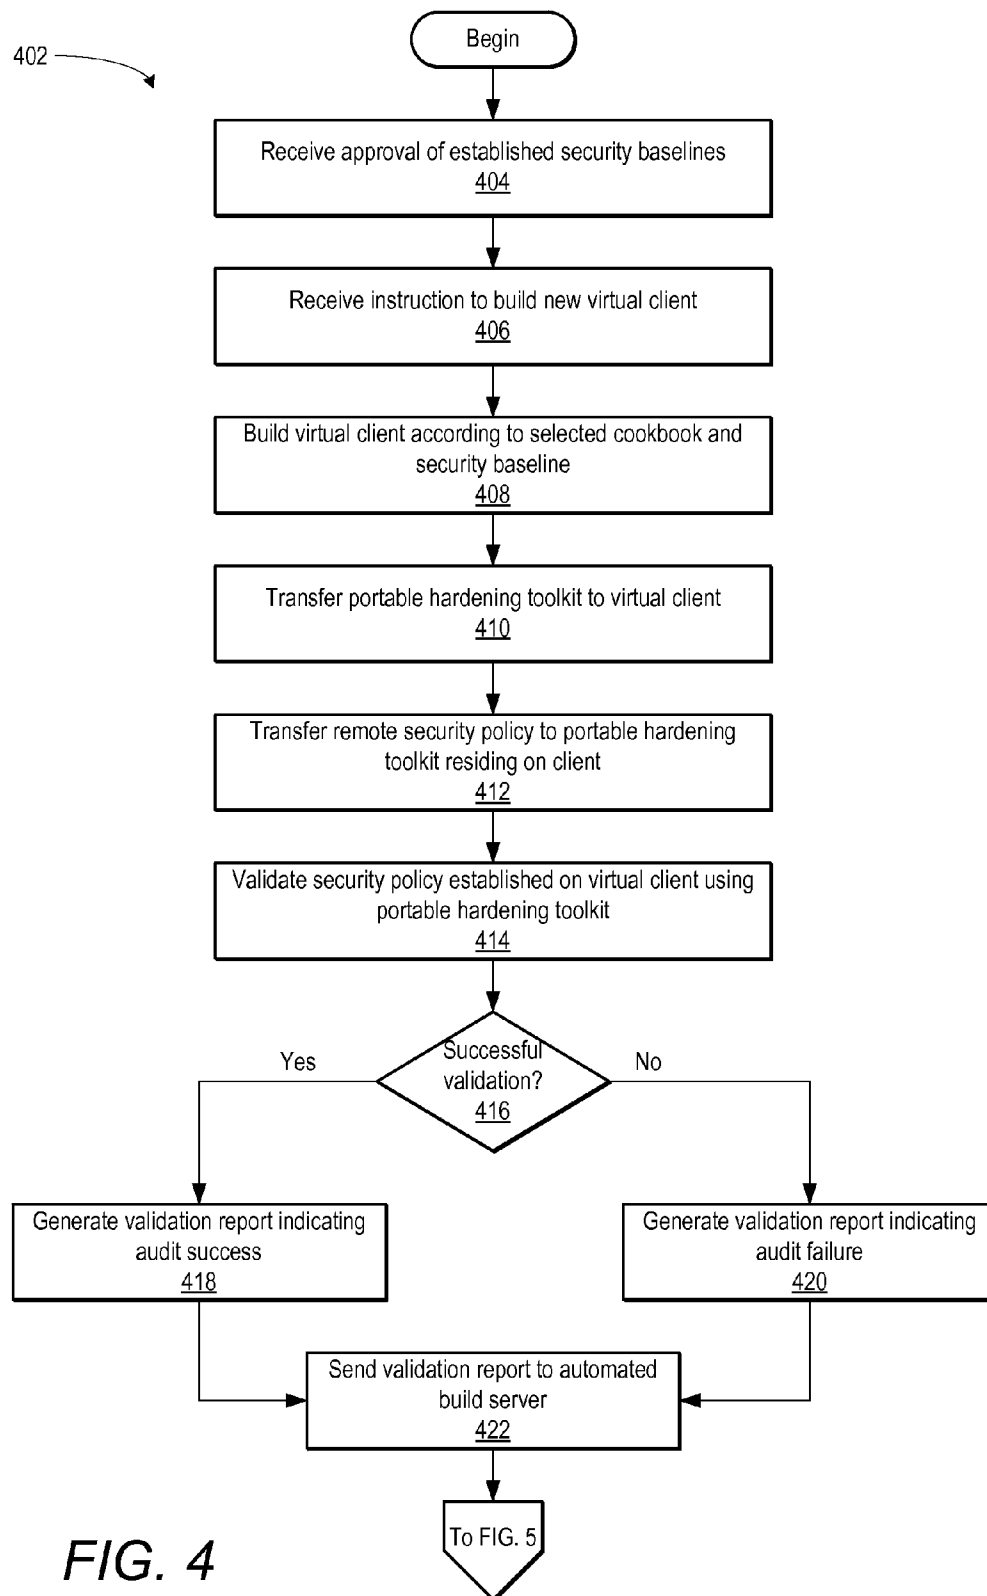 Begin
402
Receive approval of established security baselines
404
Receive instruction to build new virtual client
406
Build virtual client according to selected cookbook and
security baseline
408
Transfer portable hardening toolkit to virtual client
410
Transfer remote security policy to portable hardening
toolkit residing on client
412
Validate security policy established on virtual client using
portable hardening toolkit
414
Successful
validation?
416
Yes
No
Generate validation report indicating
audit success
418
Generate validation report indicating
audit failure
420
Send validation report to automated
build server
422
To FIG. 5
FIG. 4